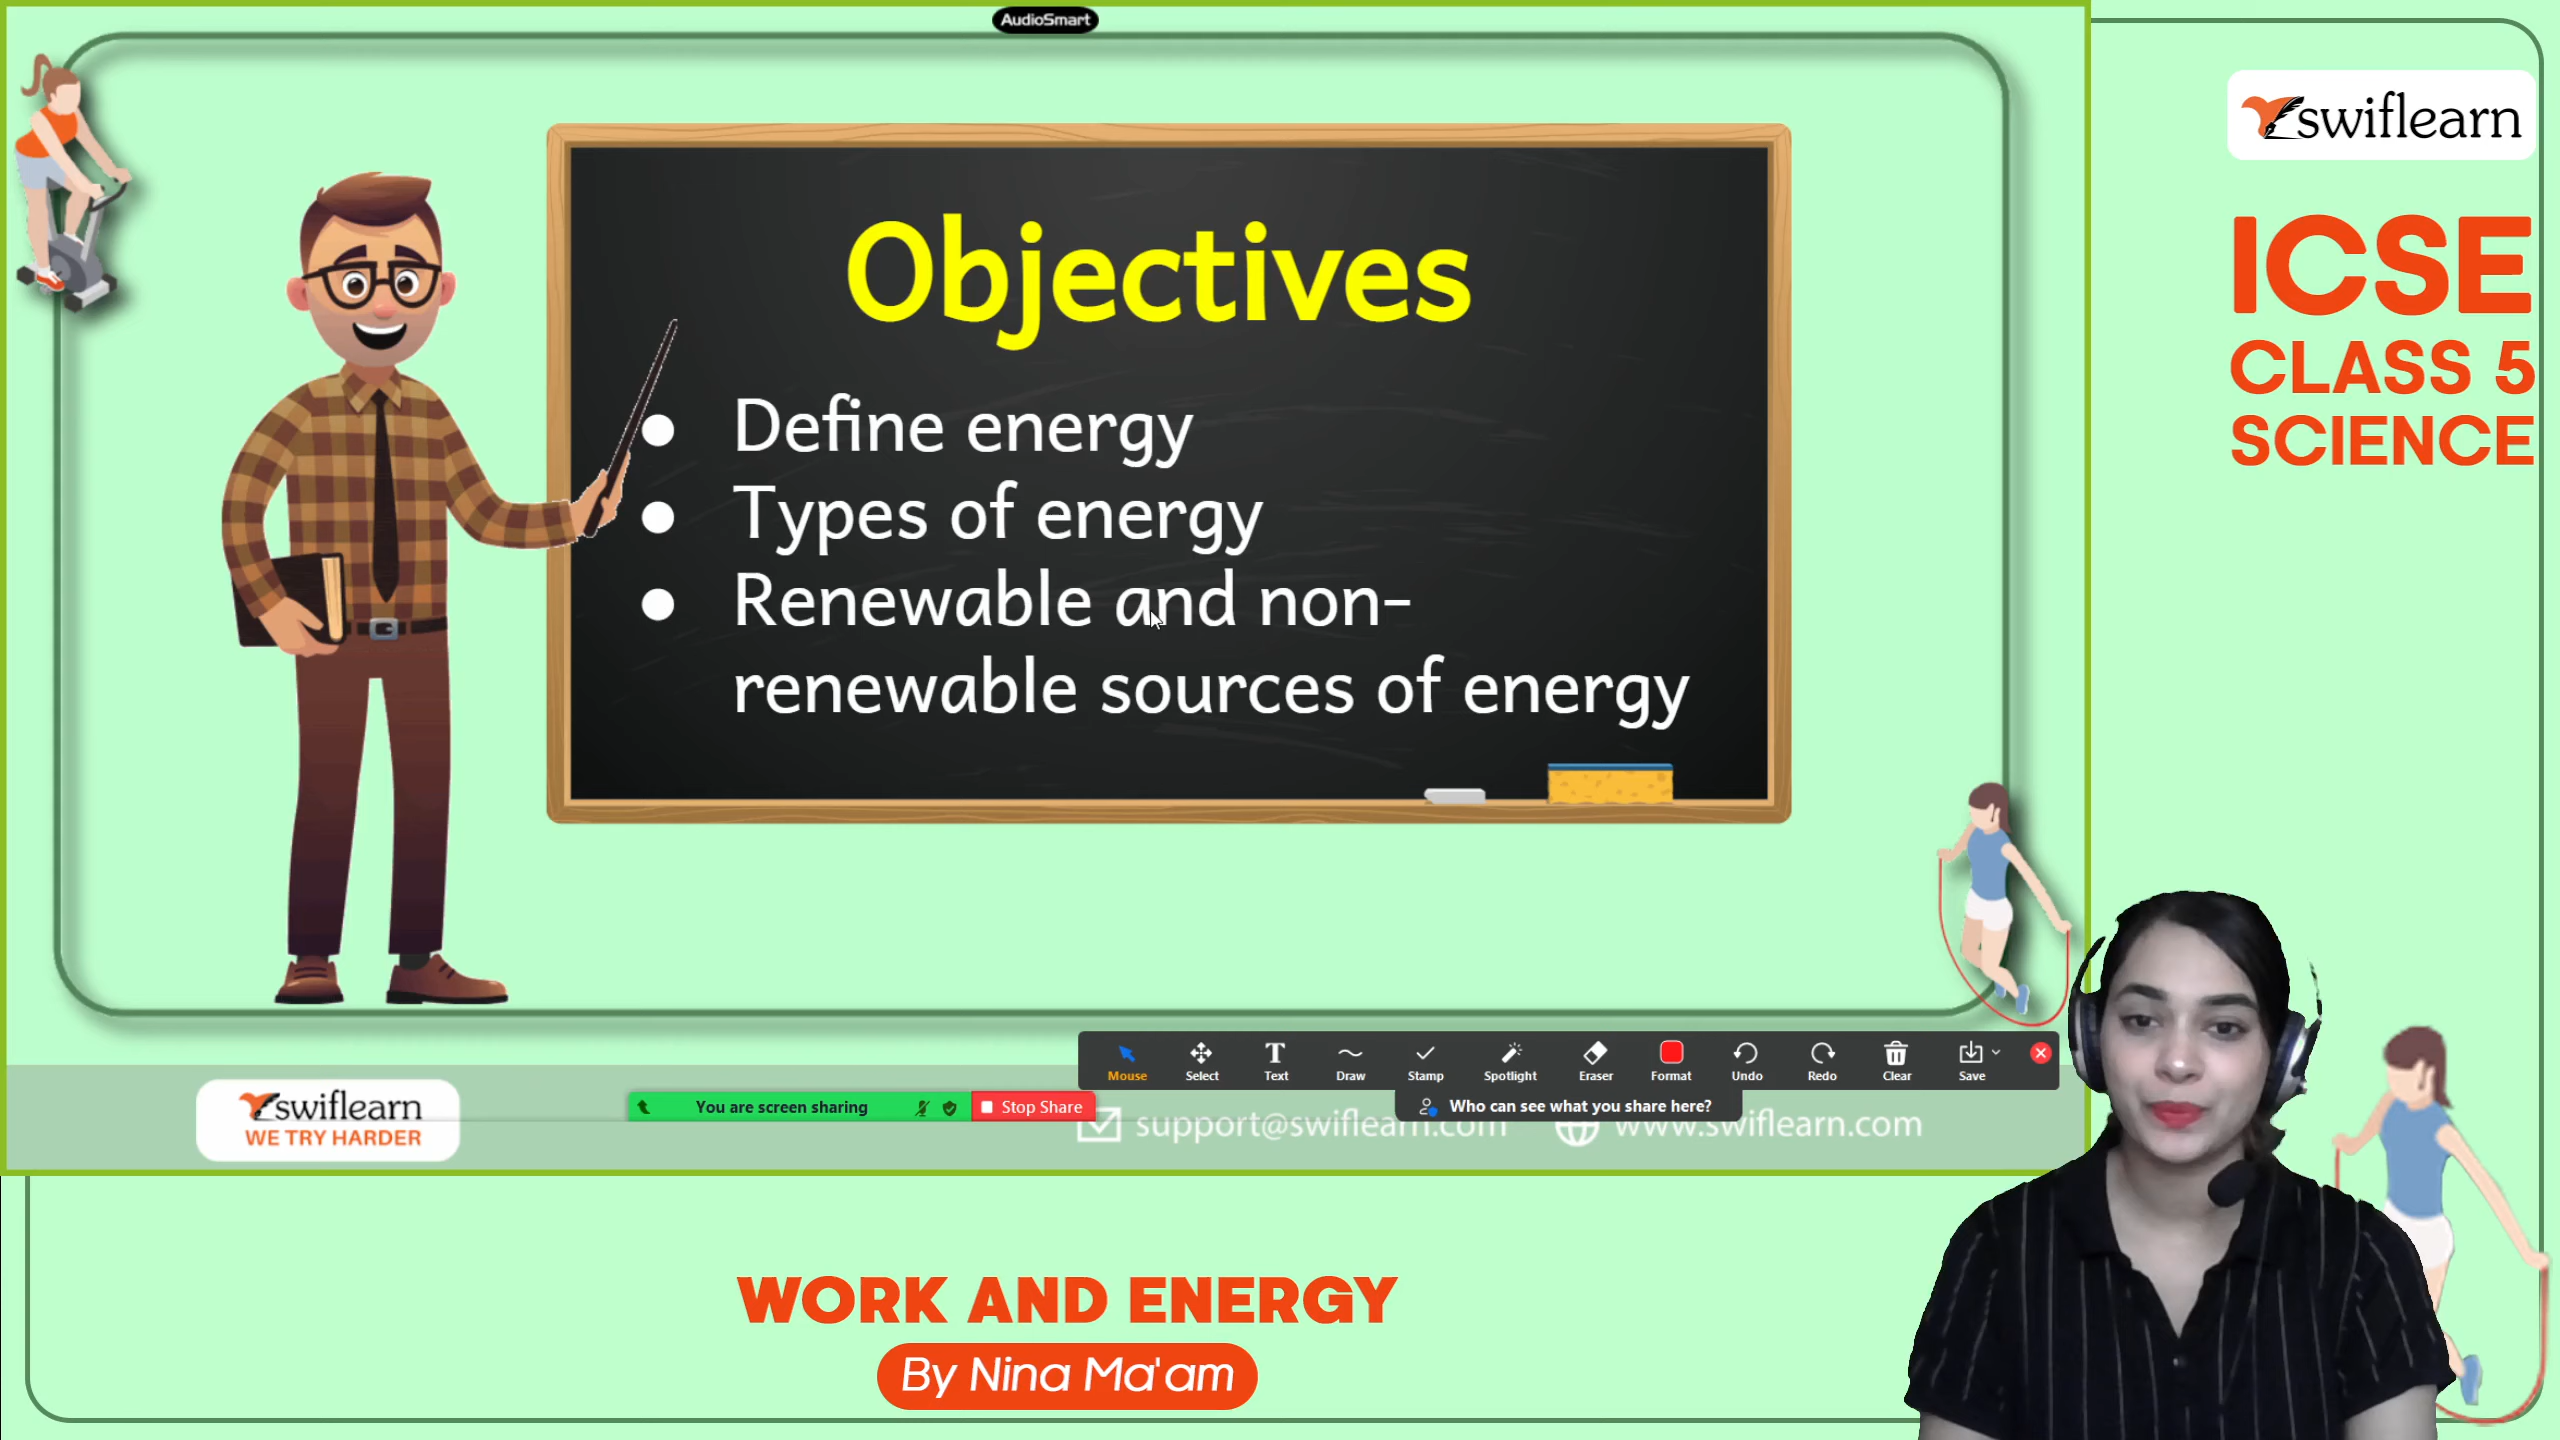 AudioSmart
swiflearn
ICSE
CLASS 5
SCIENCE
Objectives
● Define energy
● Types of energy
● Renewable and non-
renewable sources of energy
Mouse
Select
Text
Draw
Stamp
Spotlight
Eraser
Format
Undo
Redo
Clear
Save
You are screen sharing
Stop Share
Who can see what you share here?
swiflearn
WE TRY HARDER
support@swiflearn.com
www.swiflearn.com
WORK AND ENERGY
By Nina Ma'am